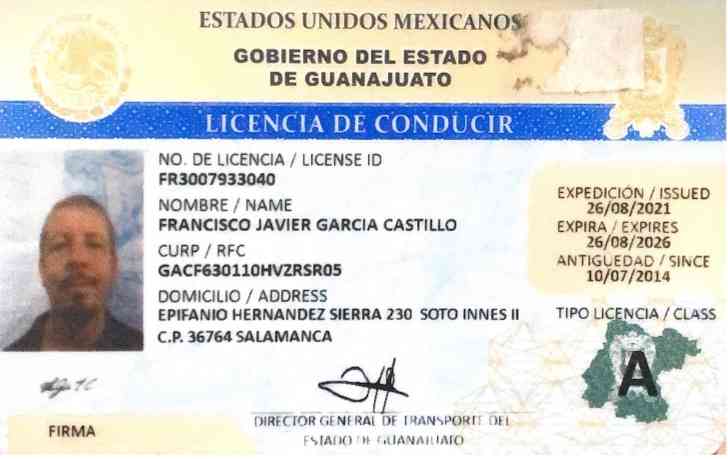 ESTADOS UNIDOS MEXICANOS
GOBIERNO DEL ESTADO
DE GUANAJUATO
LICENCIA DE CONDUCIR
NO. DE LICENCIA / LICENSE ID
FR3007933040
NOMBRE / NAME
FRANCISCO JAVIER GARCIA CASTILLO
CURP / RFC
GACF630110HVZRSR05
DOMICILIO / ADDRESS
EPIFANIO HERNANDEZ SIERRA 230 SOTO INNES II
C.P. 36764 SALAMANCA
EXPEDICIÓN / ISSUED
26/08/2021
EXPIRA / EXPIRES
26/08/2026
ANTIGUEDAD / SINCE
10/07/2014
TIPO LICENCIA / CLASS
A
FIRMA
DIRECTOR GENERAL DE TRANSPORTE DEL
ESTADO DE GUANAJUATO